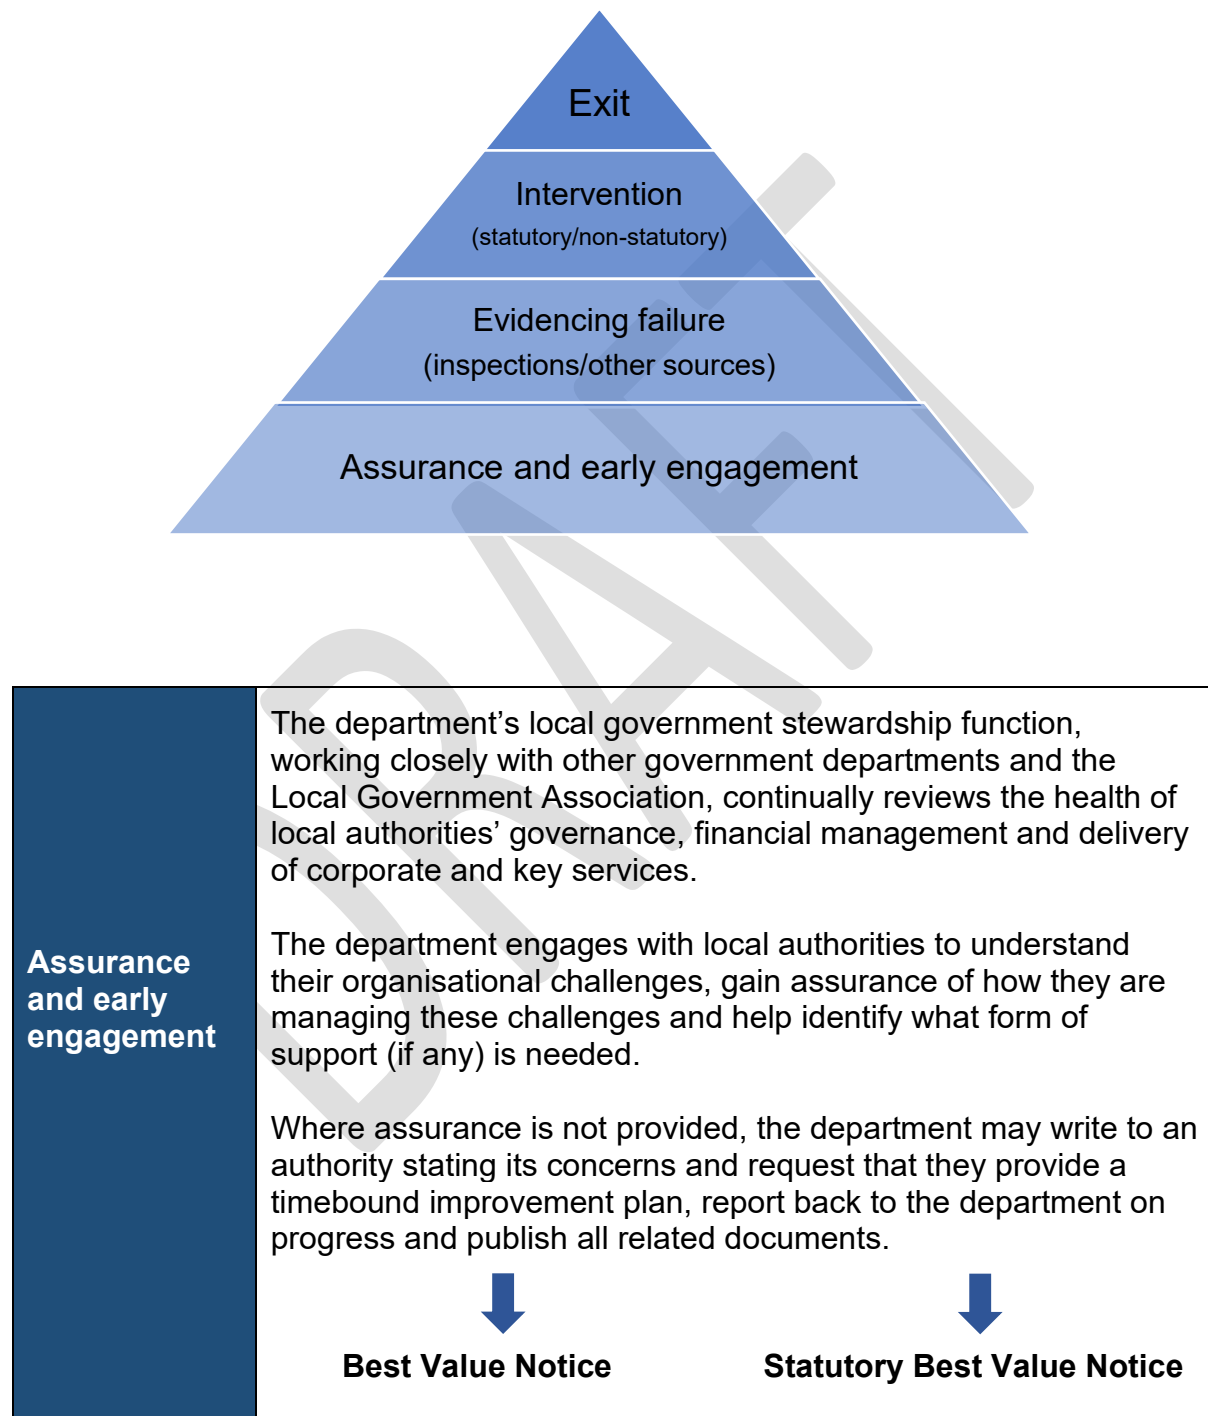 Exit
Intervention
(statutory/non-statutory)
Evidencing failure
(inspections/other sources)
Assurance and early engagement
DRAFT
Assurance
and early
engagement
The department’s local government stewardship function,
working closely with other government departments and the
Local Government Association, continually reviews the health of
local authorities’ governance, financial management and delivery
of corporate and key services.
The department engages with local authorities to understand
their organisational challenges, gain assurance of how they are
managing these challenges and help identify what form of
support (if any) is needed.
Where assurance is not provided, the department may write to an
authority stating its concerns and request that they provide a
timebound improvement plan, report back to the department on
progress and publish all related documents.
Best Value Notice
Statutory Best Value Notice